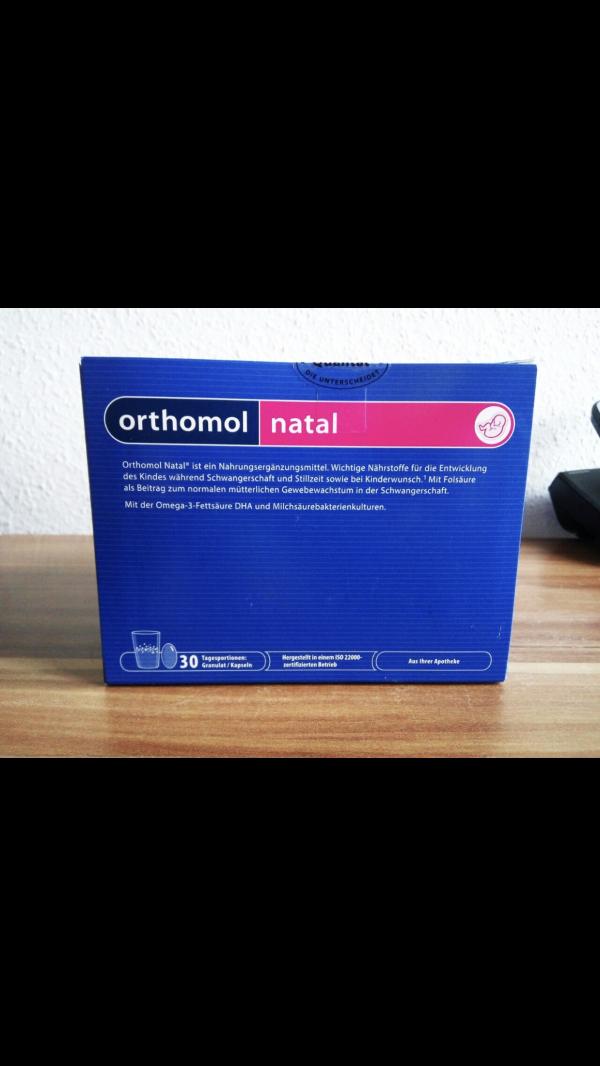 Qualität
DIE UNTERSCHEIDET
orthomol natal
Orthomol Natal® ist ein Nahrungsergänzungsmittel. Wichtige Nährstoffe für die Entwicklung
des Kindes während Schwangerschaft und Stillzeit sowie bei Kinderwunsch.¹ Mit Folsäure
als Beitrag zum normalen mütterlichen Gewebewachstum in der Schwangerschaft.
Mit der Omega-3-Fettsäure DHA und Milchsäurebakterienkulturen.
30 Tagesportionen:
Granulat / Kapseln
Hergestellt in einem ISO 22000-
zertifizierten Betrieb
Aus Ihrer Apotheke